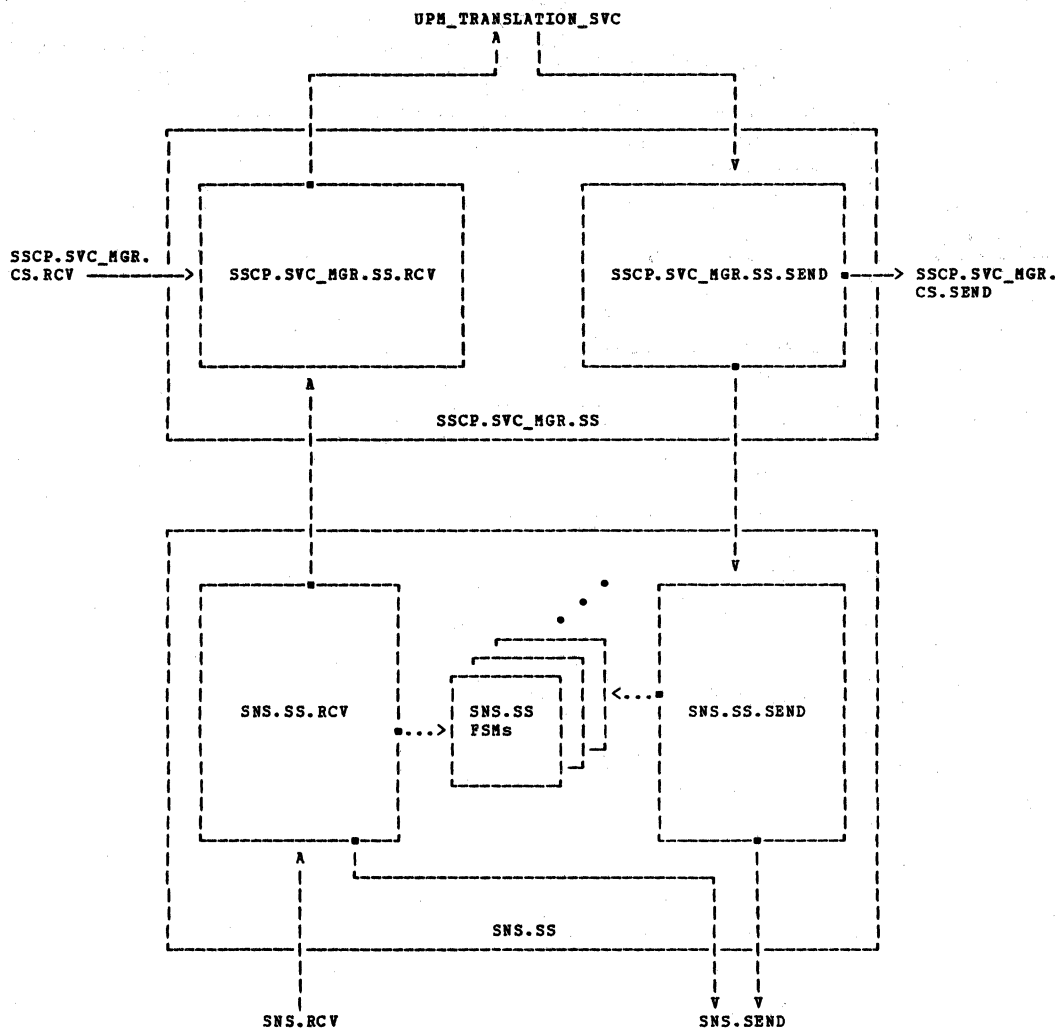 UPM_TRANSLATION_SVC
SSCP.SVC_MGR.
CS.RCV
SSCP.SVC_MGR.SS.RCV
SSCP.SVC_MGR.SS.SEND
SSCP.SVC_MGR.
CS.SEND
SSCP.SVC_MGR.SS
SNS.SS.RCV
SNS.SS
FSMs
SNS.SS.SEND
SNS.SS
SNS.RCV
SNS.SEND